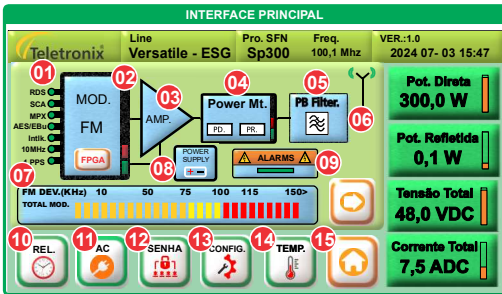 INTERFACE PRINCIPAL
Teletronix
Line
Versatile - ESG
Pro. SFN
Sp300
Freq.
100,1 Mhz
VER.:1.0
2024 07- 03 15:47
01
RDS
SCA
MPX
AES/EBu
Intlk.
10MHz
1 PPS
02
MOD.
FM
FPGA
03
AMP.
04
Power Mt.
PD.
PR.
05
PB Filter.
06
07
08
POWER
SUPPLY
+ -
09
ALARMS
FM DEV.(KHz) 10 50 75 100 115 150>
TOTAL MOD.
Pot. Direta
300,0 W
Pot. Refletida
0,1 W
Tensão Total
48,0 VDC
Corrente Total
7,5 ADC
10
REL.
11
AC
12
SENHA
13
CONFIG.
14
TEMP.
15